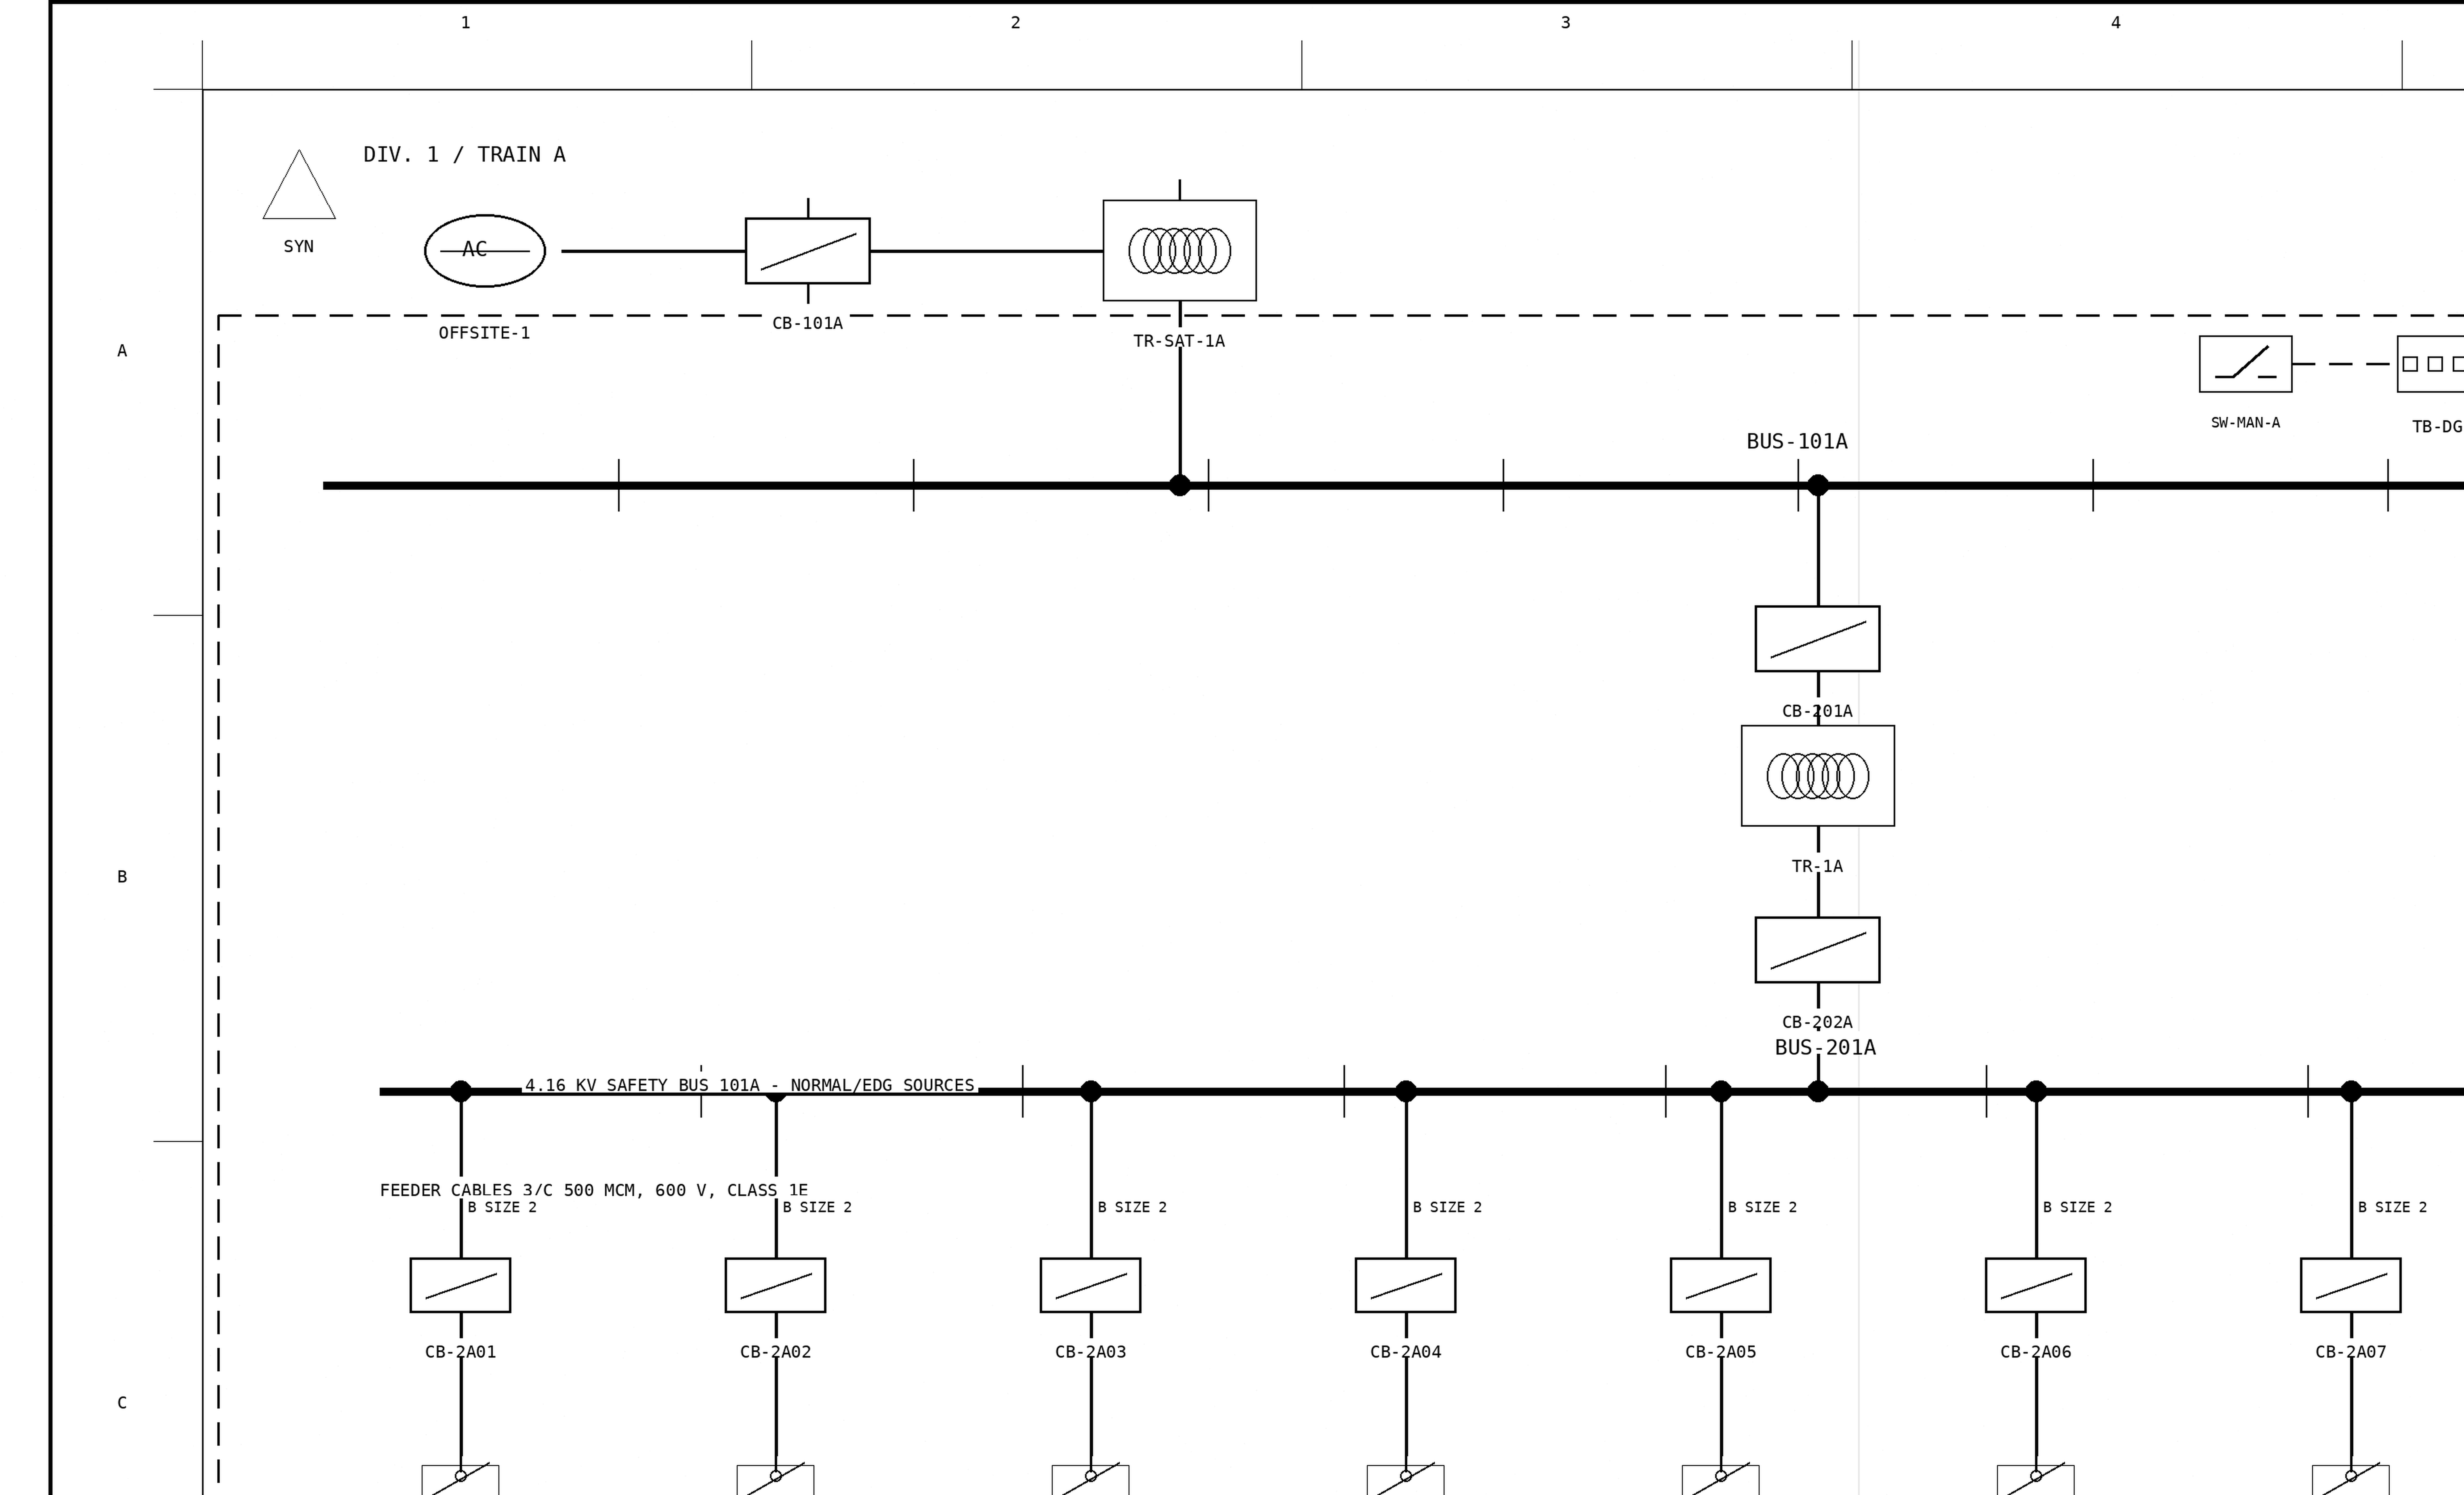 1 2 3 4
DIV. 1 / TRAIN A
SYN
AC
OFFSITE-1
CB-101A
TR-SAT-1A
A
SW-MAN-A
TB-DG
BUS-101A
CB-201A
TR-1A
B
CB-202A
BUS-201A
4.16 KV SAFETY BUS 101A - NORMAL/EDG SOURCES
FEEDER CABLES 3/C 500 MCM, 600 V, CLASS 1E
B SIZE 2 B SIZE 2 B SIZE 2 B SIZE 2 B SIZE 2 B SIZE 2 B SIZE 2
CB-2A01 CB-2A02 CB-2A03 CB-2A04 CB-2A05 CB-2A06 CB-2A07
C